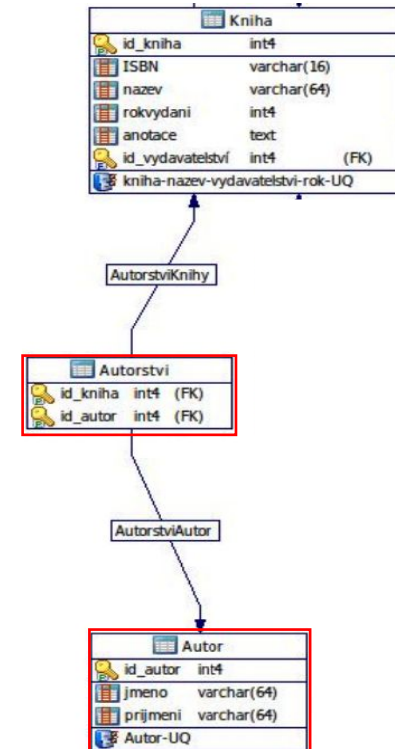 Kniha
id_kniha int4
ISBN varchar(16)
nazev varchar(64)
rokvydani int4
anotace text
id_vydavatelství int4 (FK)
kniha-nazev-vydavatelstvi-rok-UQ
AutorstviKnihy
Autorstvi
id_kniha int4 (FK)
id_autor int4 (FK)
AutorstviAutor
Autor
id_autor int4
jmeno varchar(64)
prijmeni varchar(64)
Autor-UQ